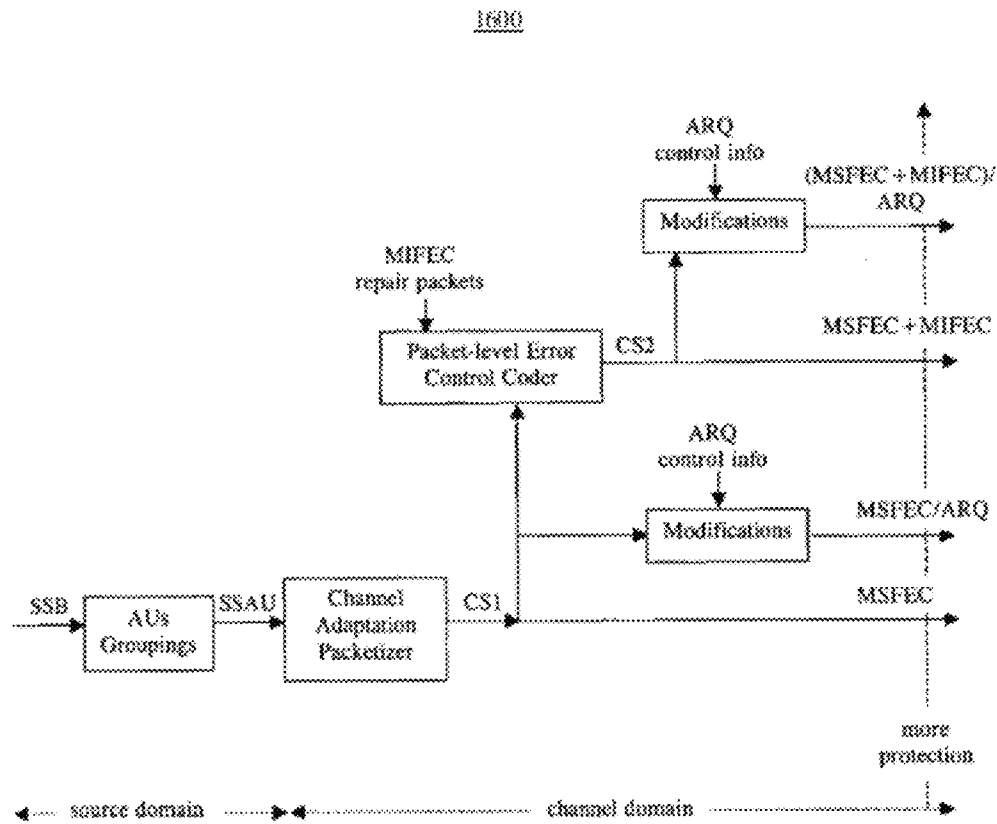 1600
ARQ
control info
(MSFEC + MIFEC)/
ARQ
Modifications
MIFEC
repair packets
MSFEC + MIFEC
CS2
Packet-level Error
Control Coder
ARQ
control info
MSFEC/ARQ
Modifications
MSFEC
SSB
SSAU
CS1
AUs
Groupings
Channel
Adaptation
Packetizer
more
protection
source domain
channel domain